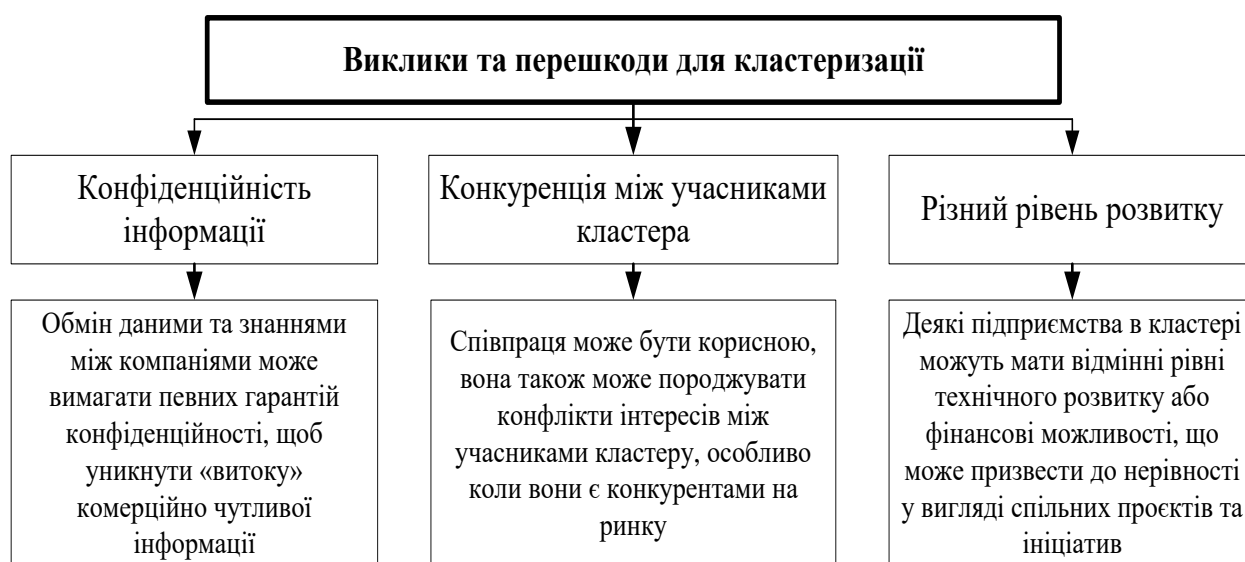 Виклики та перешкоди для кластеризації
Конфіденційність
інформації
Обмін даними та знаннями
між компаніями може
вимагати певних гарантій
конфіденційності, щоб
уникнути «витоку»
комерційно чутливої
інформації
Конкуренція між учасниками
кластера
Співпраця може бути корисною,
вона також може породжувати
конфлікти інтересів між
учасниками кластеру, особливо
коли вони є конкурентами на
ринку
Різний рівень розвитку
Деякі підприємства в кластері
можуть мати відмінні рівні
технічного розвитку або
фінансові можливості, що
може призвести до нерівності
у вигляді спільних проєктів та
ініціатив